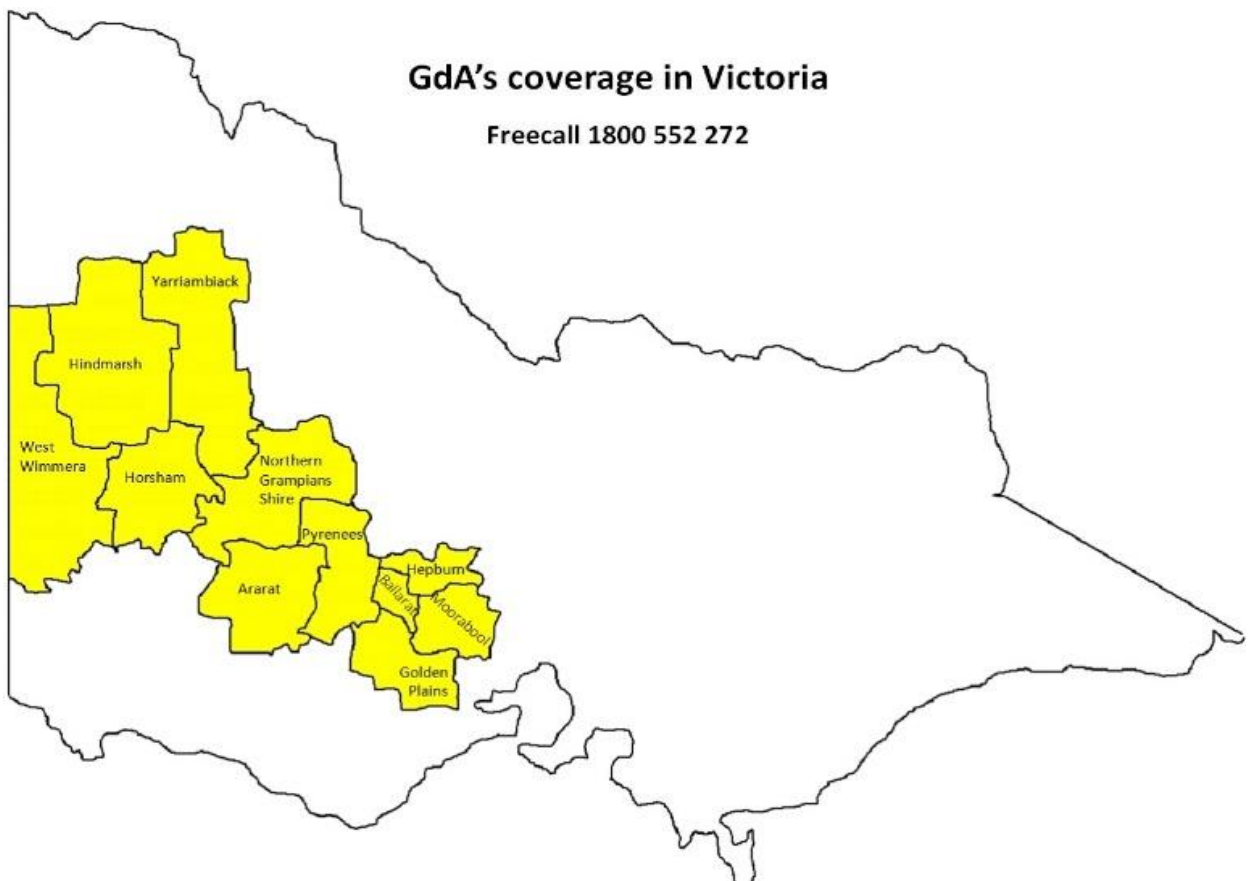 GdA's coverage in Victoria
Freecall 1800 552 272
Yarriambiack
Hindmarsh
West
Wimmera
Horsham
Northern
Grampians
Shire
Pyrenees
Ararat
Hepburn
Ballarat
Moorabool
Golden
Plains